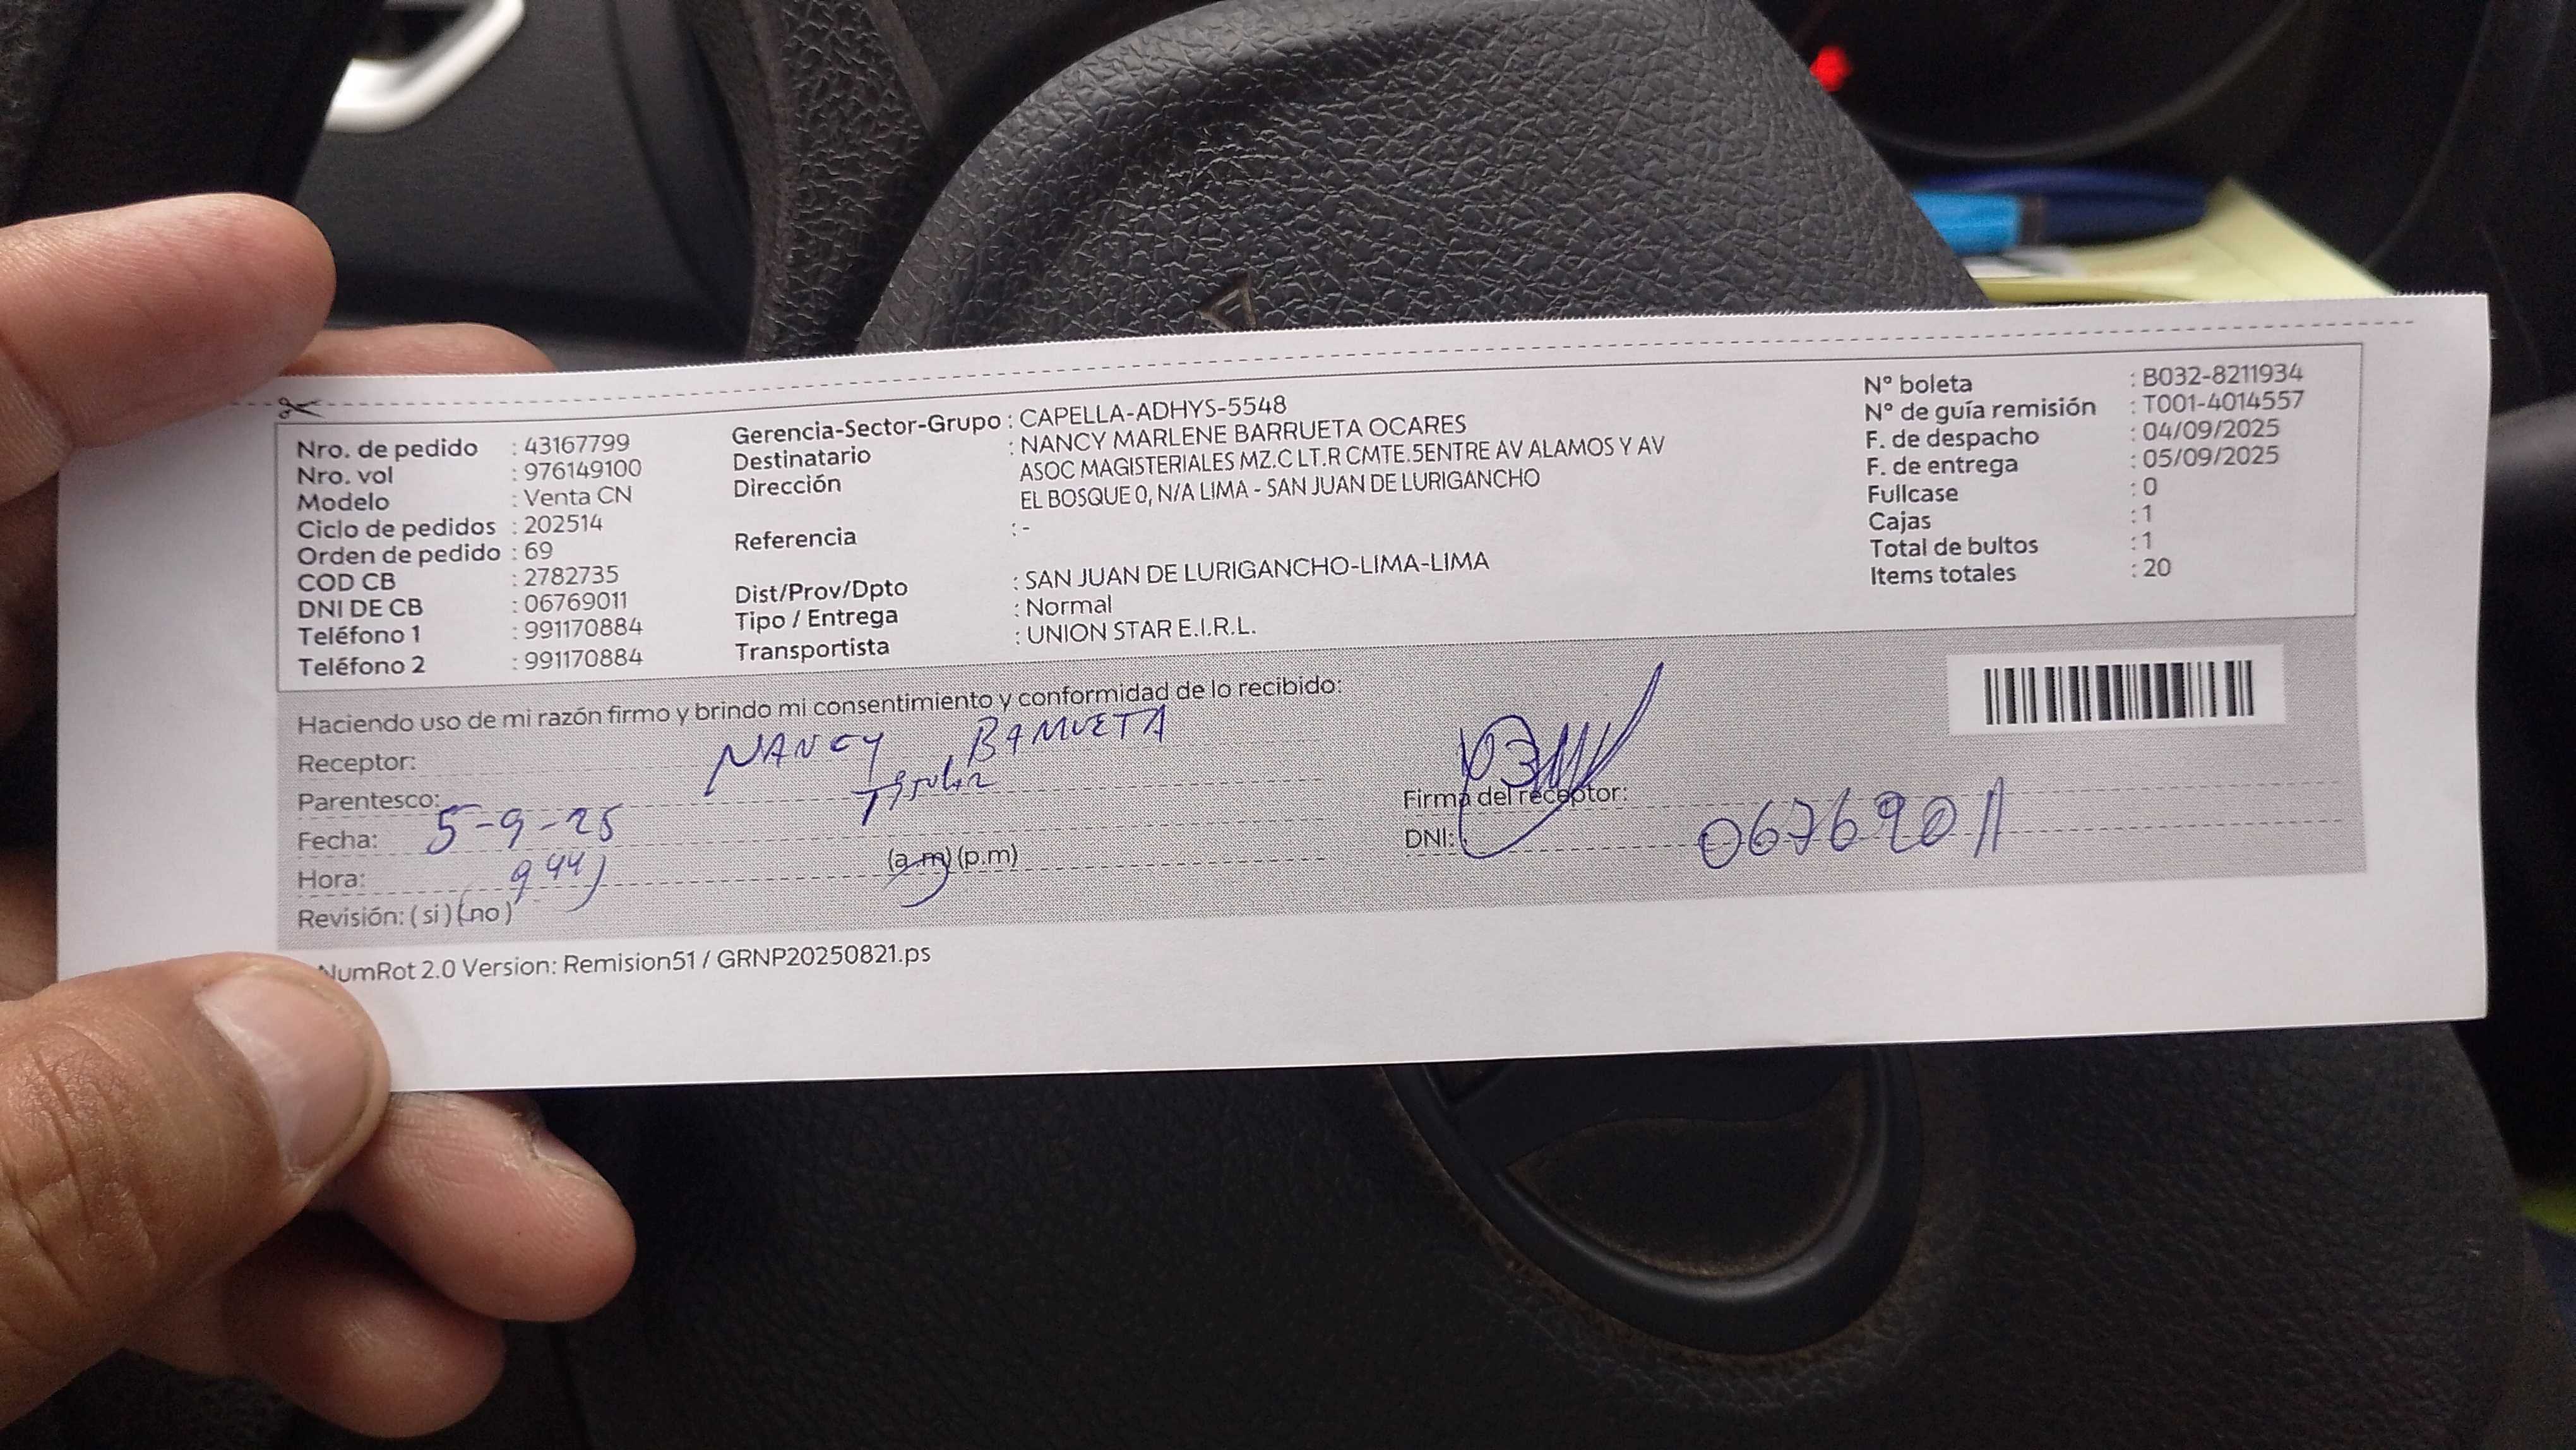 Nro. de pedido : 43167799
Nro. vol : 976149100
Modelo : Venta CN
Ciclo de pedidos : 202514
Orden de pedido : 69
COD CB : 2782735
DNI DE CB : 06769011
Teléfono 1 : 991170884
Teléfono 2 : 991170884
Gerencia-Sector-Grupo : CAPELLA-ADHYS-5548
Destinatario : NANCY MARLENE BARRUETA OCARES
Dirección ASOC MAGISTERIALES MZ.C LT.R CMTE.5ENTRE AV ALAMOS Y AV
EL BOSQUE 0, N/A LIMA - SAN JUAN DE LURIGANCHO
Referencia : -
Dist/Prov/Dpto : SAN JUAN DE LURIGANCHO-LIMA-LIMA
Tipo / Entrega : Normal
Transportista : UNION STAR E.I.R.L.
N° boleta : B032-8211934
N° de guía remisión : T001-4014557
F. de despacho : 04/09/2025
F. de entrega : 05/09/2025
Fullcase : 0
Cajas : 1
Total de bultos : 1
Items totales : 20
Haciendo uso de mi razón firmo y brindo mi consentimiento y conformidad de lo recibido:
Receptor: NANCY
Parentesco:
Fecha: 5-9-25
Hora: 9 44 (a.m) (p.m)
Revisión: ( si ) ( no )
Firma del receptor:
DNI: 06769011
NumRot 2.0 Version: Remision51 / GRNP20250821.ps